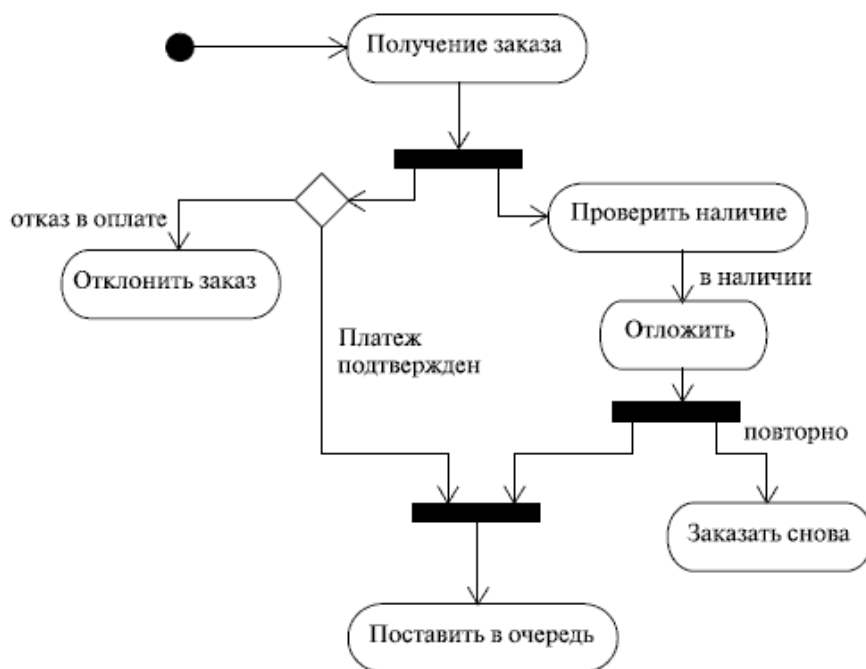 Получение заказа
отказ в оплате
Проверить наличие
Отклонить заказ
в наличии
Отложить
Платеж
подтвержден
повторно
Заказать снова
Поставить в очередь